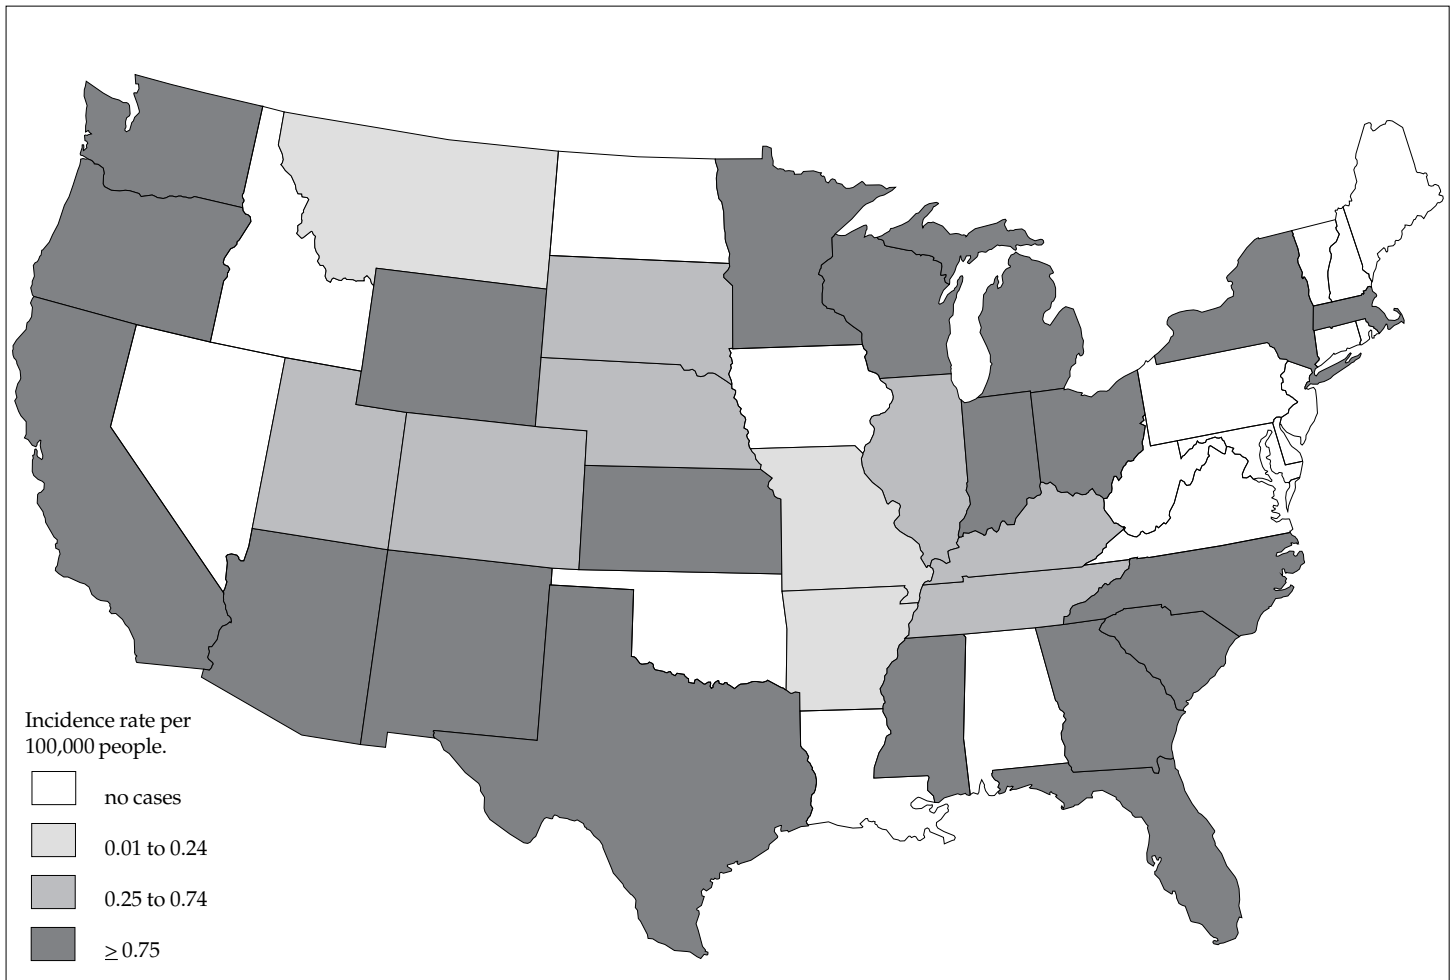 Incidence rate per
100,000 people.
no cases
0.01 to 0.24
0.25 to 0.74
≥ 0.75